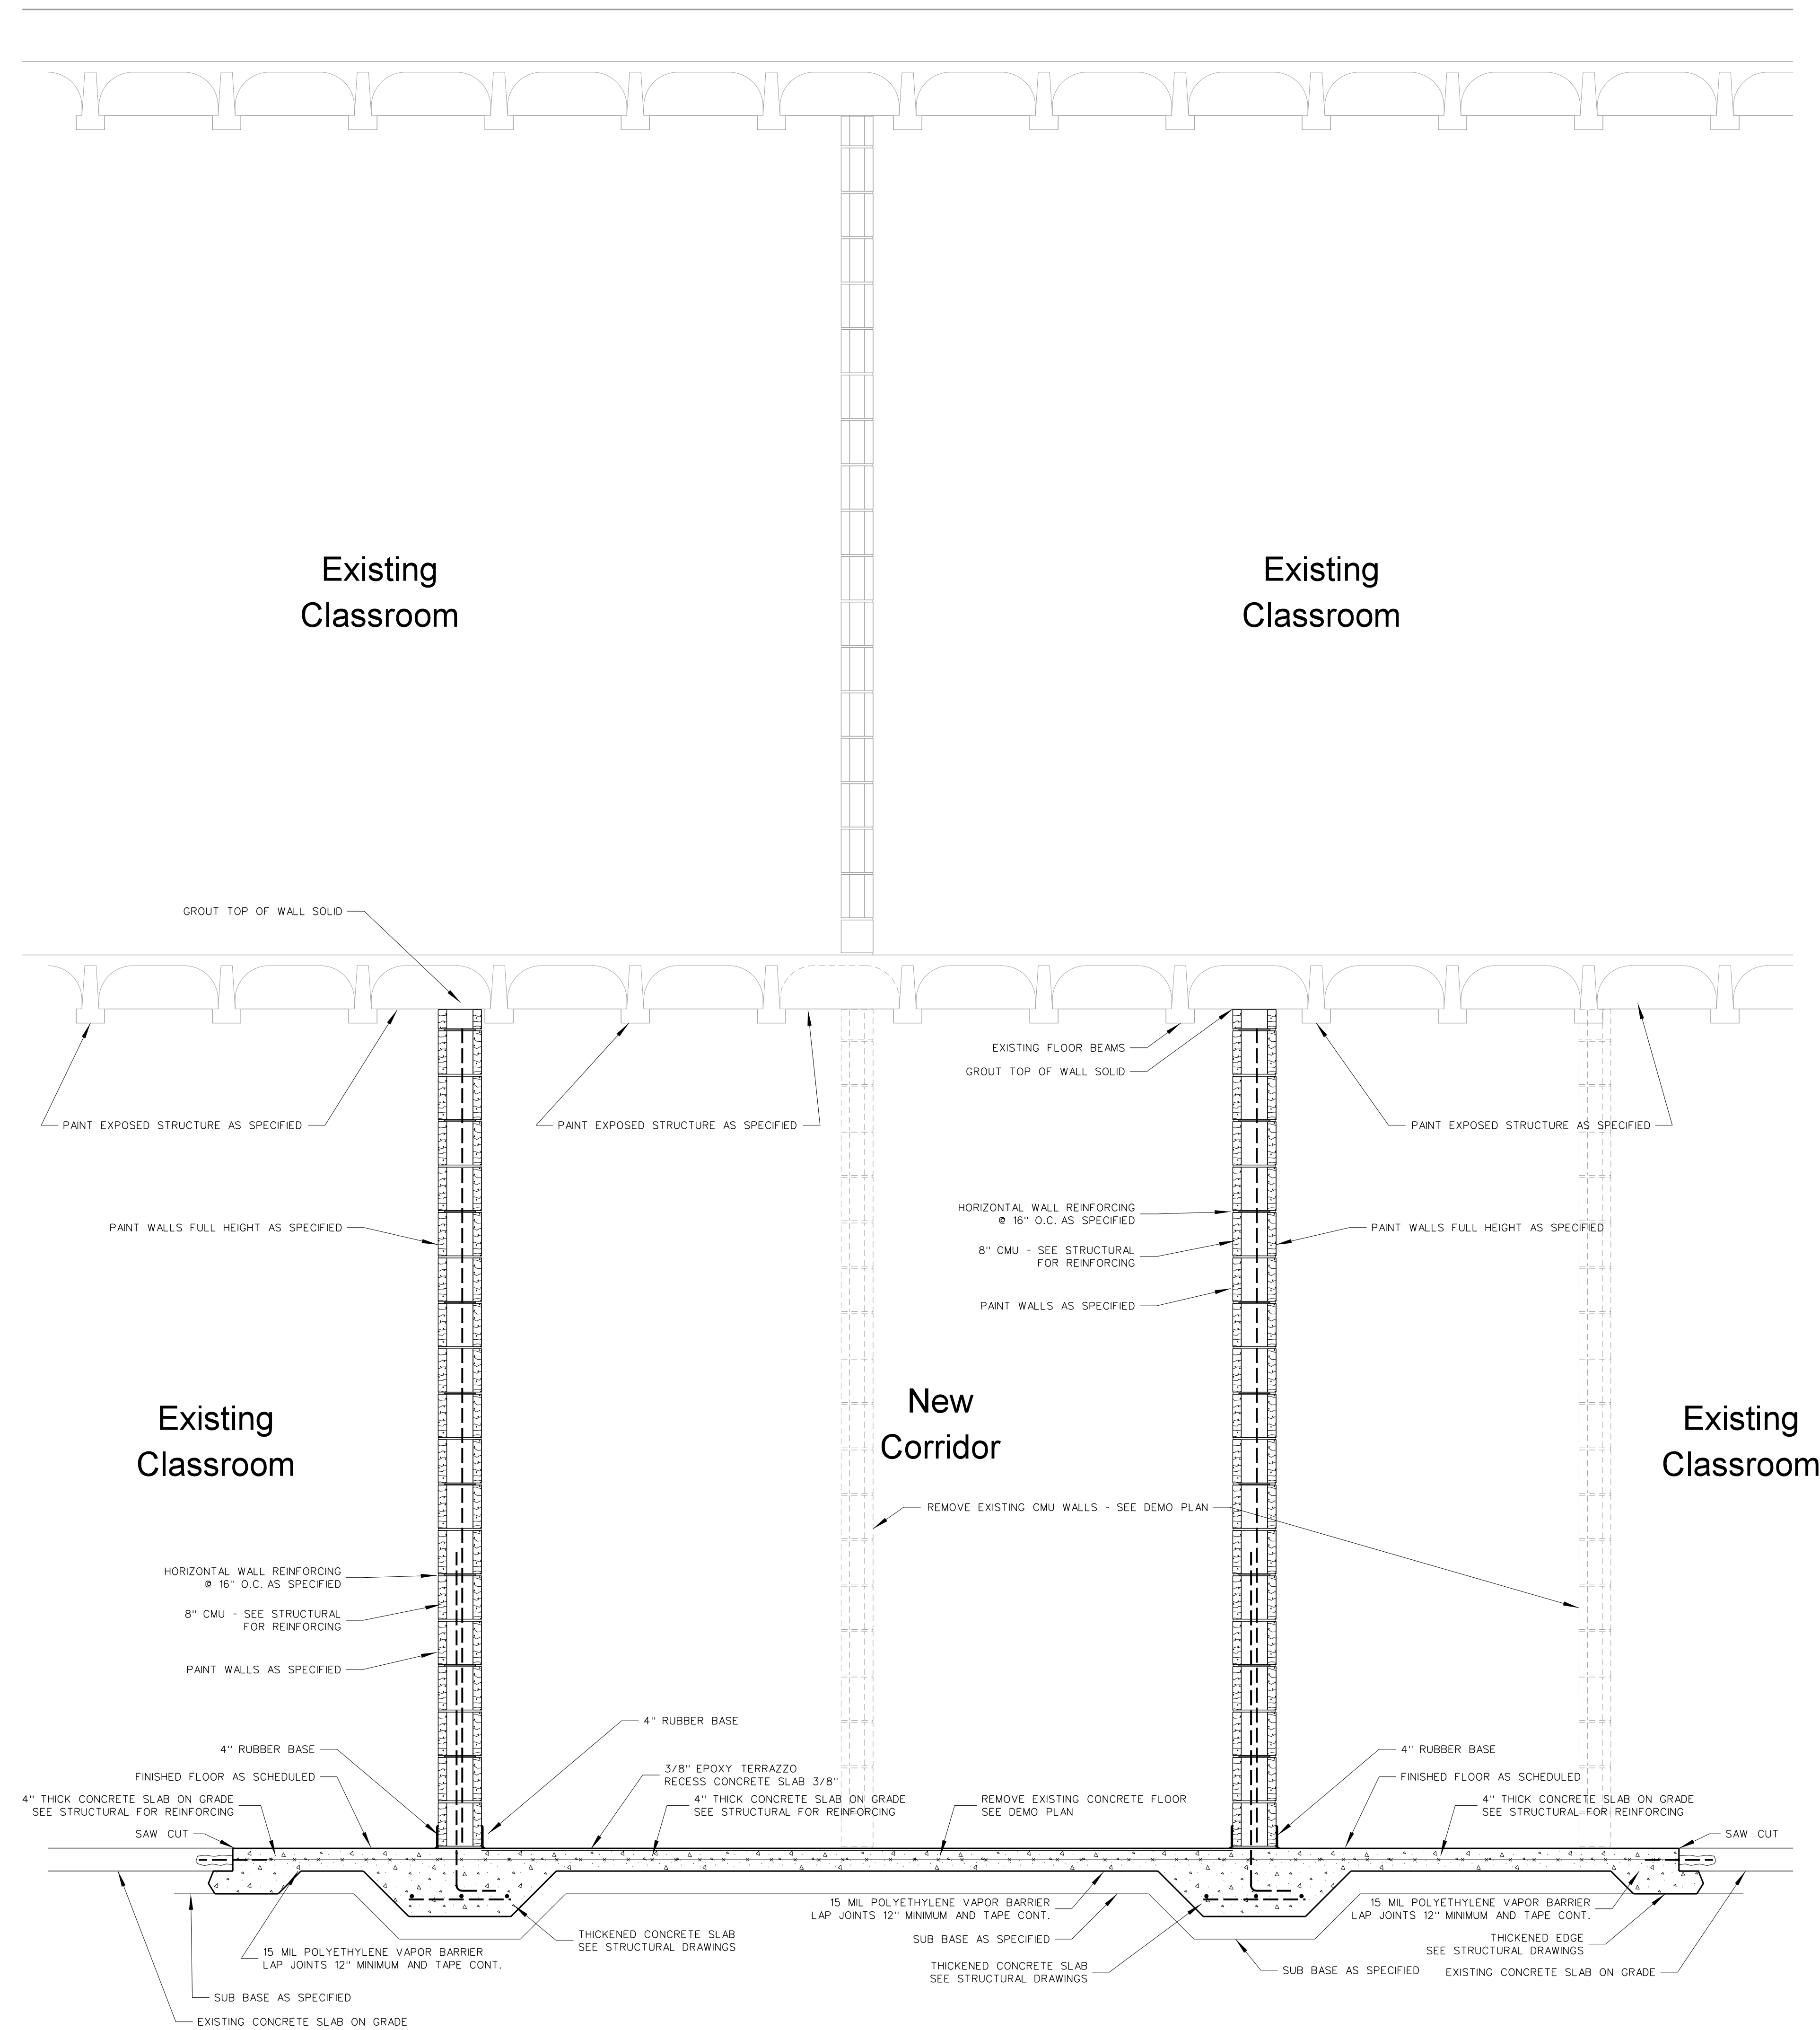 Existing
Classroom
Existing
Classroom
GROUT TOP OF WALL SOLID
EXISTING FLOOR BEAMS
GROUT TOP OF WALL SOLID
PAINT EXPOSED STRUCTURE AS SPECIFIED
PAINT EXPOSED STRUCTURE AS SPECIFIED
PAINT EXPOSED STRUCTURE AS SPECIFIED
HORIZONTAL WALL REINFORCING
@ 16" O.C. AS SPECIFIED
PAINT WALLS FULL HEIGHT AS SPECIFIED
PAINT WALLS FULL HEIGHT AS SPECIFIED
8" CMU - SEE STRUCTURAL
FOR REINFORCING
PAINT WALLS AS SPECIFIED
Existing
Classroom
New
Corridor
Existing
Classroom
REMOVE EXISTING CMU WALLS - SEE DEMO PLAN
HORIZONTAL WALL REINFORCING
@ 16" O.C. AS SPECIFIED
8" CMU - SEE STRUCTURAL
FOR REINFORCING
PAINT WALLS AS SPECIFIED
4" RUBBER BASE
4" RUBBER BASE
4" RUBBER BASE
FINISHED FLOOR AS SCHEDULED
3/8" EPOXY TERRAZZO
RECESS CONCRETE SLAB 3/8"
FINISHED FLOOR AS SCHEDULED
4" THICK CONCRETE SLAB ON GRADE
SEE STRUCTURAL FOR REINFORCING
4" THICK CONCRETE SLAB ON GRADE
SEE STRUCTURAL FOR REINFORCING
REMOVE EXISTING CONCRETE FLOOR
SEE DEMO PLAN
4" THICK CONCRETE SLAB ON GRADE
SEE STRUCTURAL FOR REINFORCING
SAW CUT
SAW CUT
15 MIL POLYETHYLENE VAPOR BARRIER
LAP JOINTS 12" MINIMUM AND TAPE CONT.
15 MIL POLYETHYLENE VAPOR BARRIER
LAP JOINTS 12" MINIMUM AND TAPE CONT.
THICKENED CONCRETE SLAB
SEE STRUCTURAL DRAWINGS
SUB BASE AS SPECIFIED
THICKENED EDGE
SEE STRUCTURAL DRAWINGS
15 MIL POLYETHYLENE VAPOR BARRIER
LAP JOINTS 12" MINIMUM AND TAPE CONT.
THICKENED CONCRETE SLAB
SEE STRUCTURAL DRAWINGS
SUB BASE AS SPECIFIED
EXISTING CONCRETE SLAB ON GRADE
SUB BASE AS SPECIFIED
EXISTING CONCRETE SLAB ON GRADE